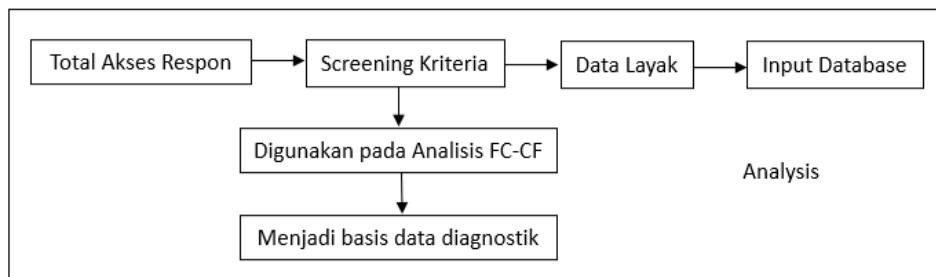 Total Akses Respon
Screening Kriteria
Data Layak
Input Database
Digunakan pada Analisis FC-CF
Analysis
Menjadi basis data diagnostik